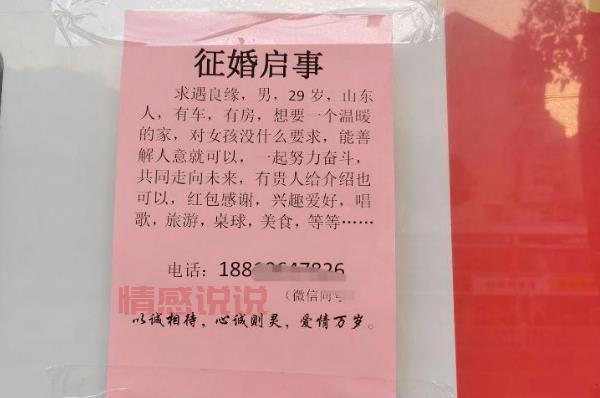 征婚启事
求遇良缘，男，29岁，山东
人，有车，有房，想要一个温暖
的家，对女孩没什么要求，能善
解人意就可以，一起努力奋斗，
共同走向未来，有贵人给介绍也
可以，红包感谢，兴趣爱好，唱
歌，旅游，桌球，美食，等等……
电话：188
（微信同号
情感说说
以诚相待，心诚则灵，爱情万岁。